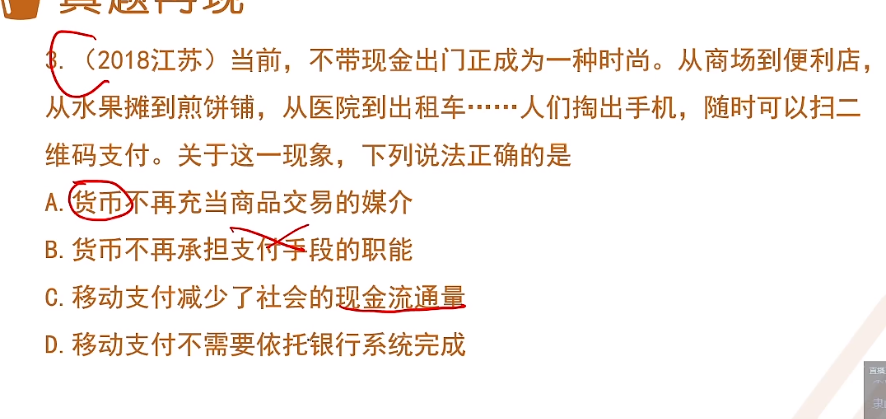 真题再现
3.（2018江苏）当前，不带现金出门正成为一种时尚。从商场到便利店，
从水果摊到煎饼铺，从医院到出租车……人们掏出手机，随时可以扫二
维码支付。关于这一现象，下列说法正确的是
A.货币不再充当商品交易的媒介
B.货币不再承担支付手段的职能
C.移动支付减少了社会的现金流通量
D.移动支付不需要依托银行系统完成
直播